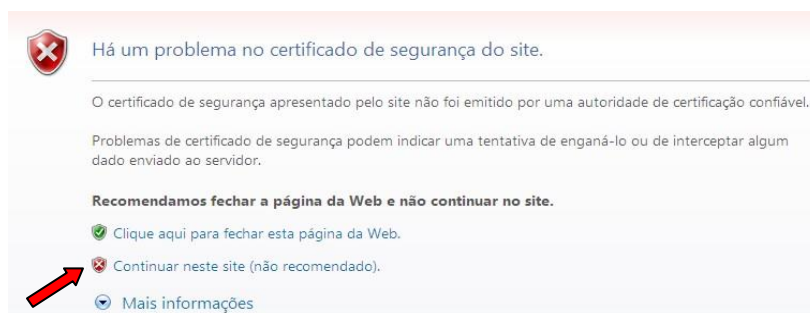 Há um problema no certificado de segurança do site.
O certificado de segurança apresentado pelo site não foi emitido por uma autoridade de certificação confiável.
Problemas de certificado de segurança podem indicar uma tentativa de enganá-lo ou de interceptar algum
dado enviado ao servidor.
Recomendamos fechar a página da Web e não continuar no site.
Clique aqui para fechar esta página da Web.
Continuar neste site (não recomendado).
Mais informações